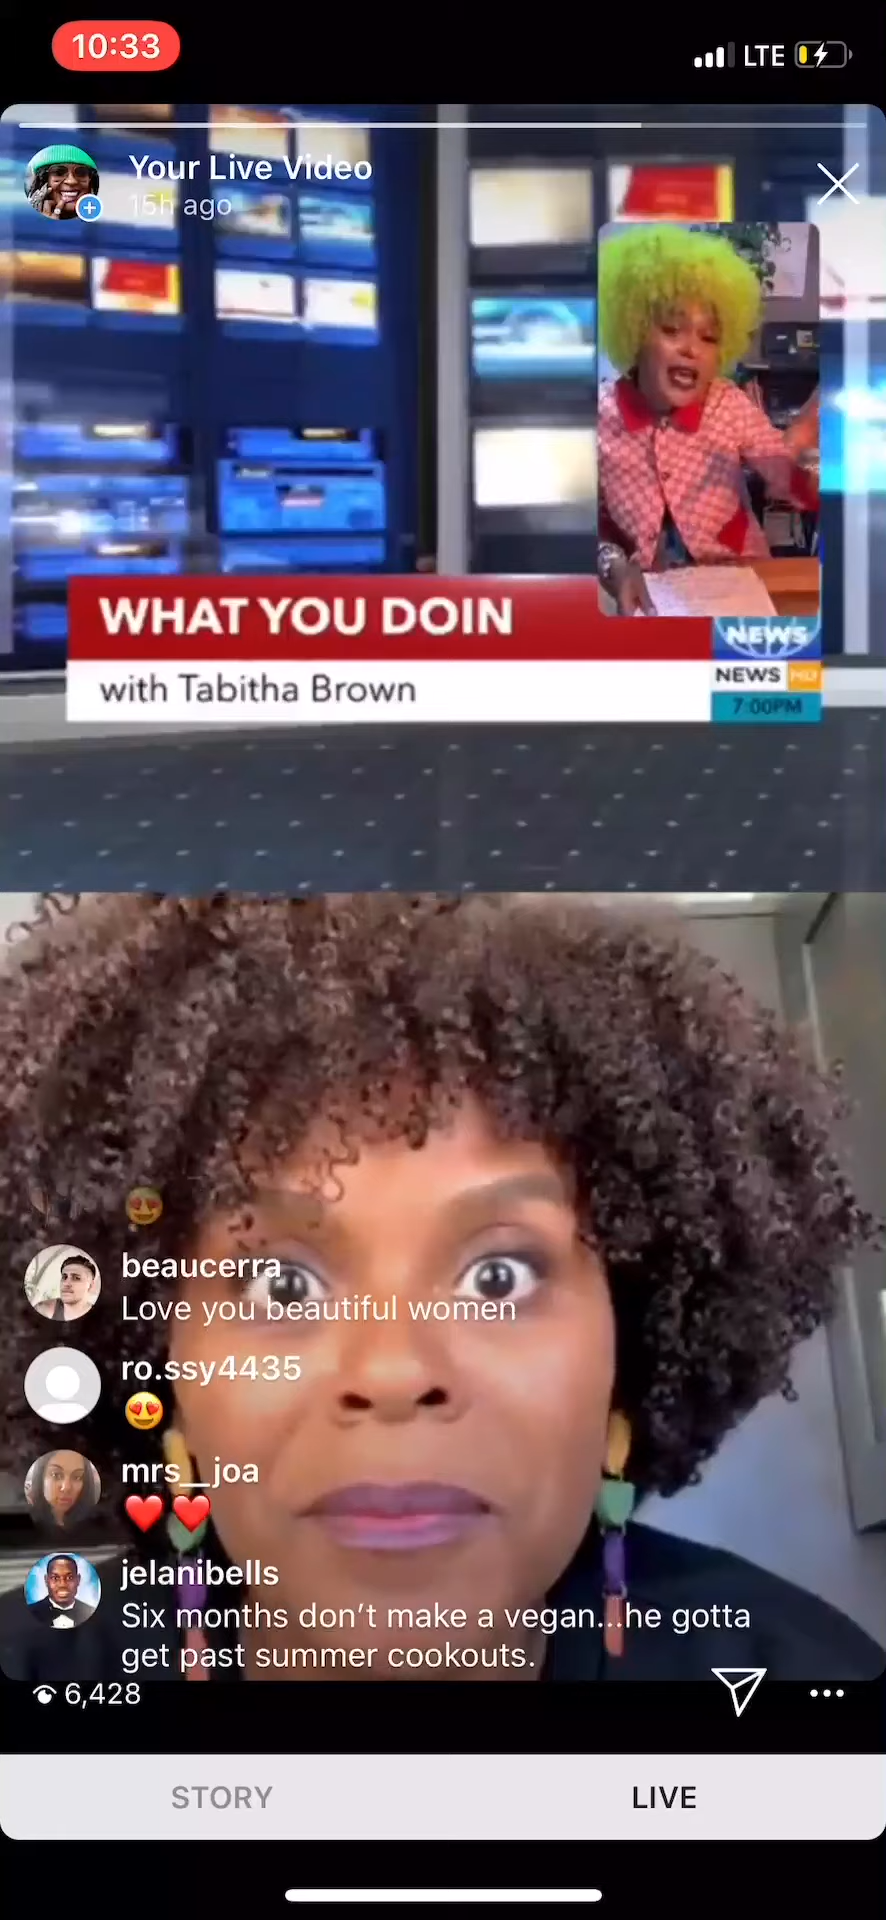 10:33
LTE
Your Live Video
15h ago
WHAT YOU DOIN
with Tabitha Brown
NEWS
NEWS HD
7:00PM
beaucerra
Love you beautiful women
ro.ssy4435
mrs__joa
jelanibells
Six months don’t make a vegan...he gotta
get past summer cookouts.
6,428
STORY
LIVE